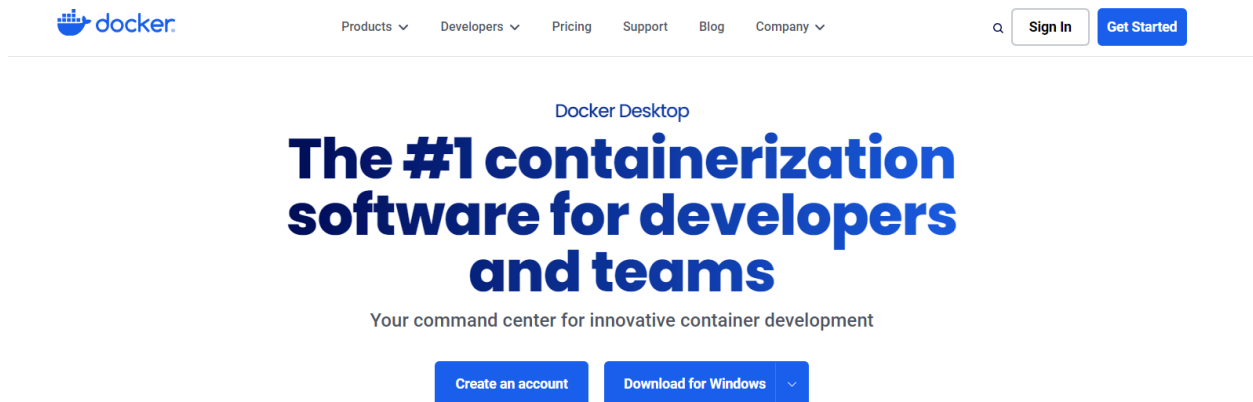 docker
Products Developers Pricing Support Blog Company Sign In Get Started
Docker Desktop
The #1 containerization
software for developers
and teams
Your command center for innovative container development
Create an account Download for Windows